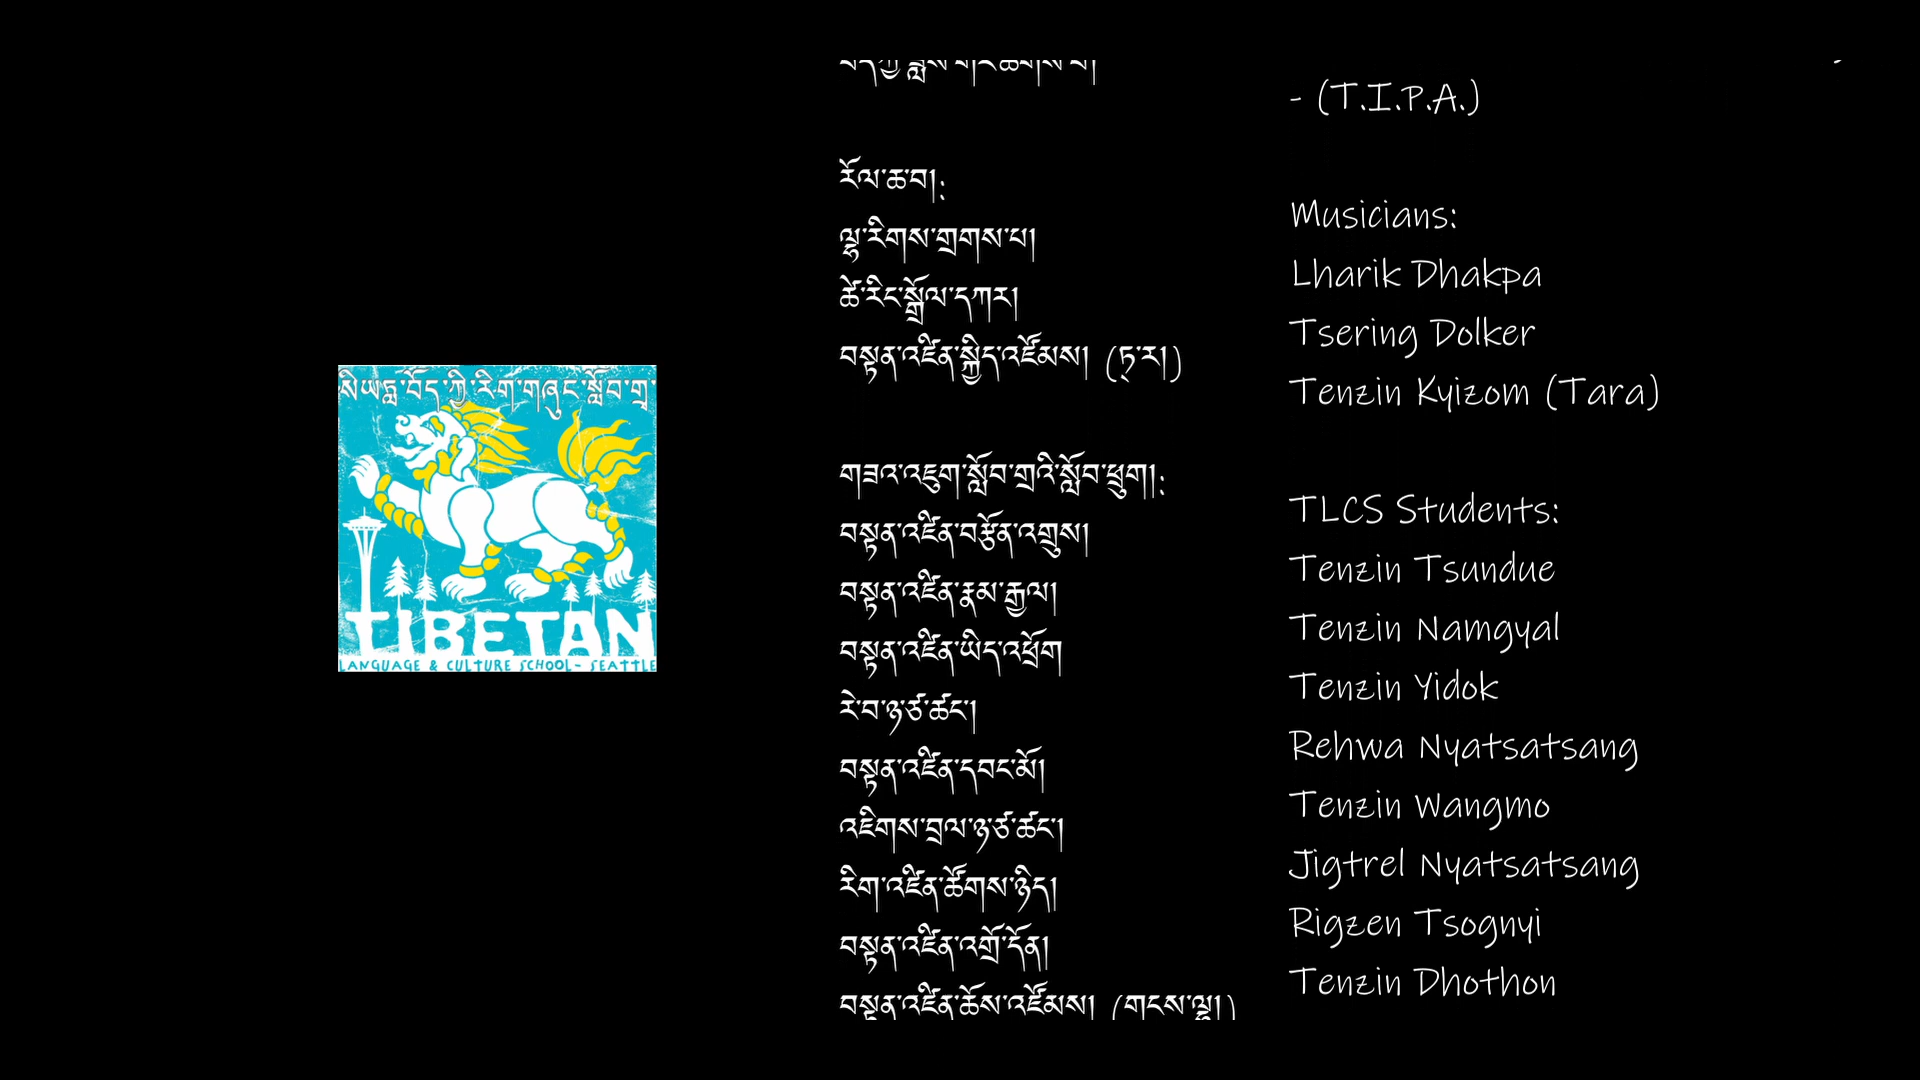 སིཡཏྲ་བོད་ཀྱི་རིག་གཞུང་སློབ་གྲྭ་
TIBETAN
LANGUAGE & CULTURE SCHOOL - SEATTLE
རོལ་ཆ་བ།:
ལྷ་རིགས་གྲགས་པ།
ཚེ་རིང་སྒྲོལ་དཀར།
བསྟན་འཛིན་སྐྱིད་འཛོམས། (ཏཱ་ར།)
གཟའ་འཇུག་སློབ་གྲའི་སློབ་ཕྲུག།:
བསྟན་འཛིན་བརྩོན་འགྲུས།
བསྟན་འཛིན་རྣམ་རྒྱལ།
བསྟན་འཛིན་ཡིད་འཕྲོག
རེ་བ་ཉ་ཙ་ཚང་།
བསྟན་འཛིན་དབང་མོ།
འཇིགས་བྲལ་ཉ་ཙ་ཚང་།
རིག་འཛིན་ཚོགས་ཉིད།
བསྟན་འཛིན་འགྲོ་དོན།
བསྟན་འཛིན་ཆོས་འཛོམས། (གངས་ལྷ།)
- (T.I.P.A.)
Musicians:
Lharik Dhakpa
Tsering Dolker
Tenzin Kyizom (Tara)
TLCS Students:
Tenzin Tsundue
Tenzin Namgyal
Tenzin Yidok
Rehwa Nyatsatsang
Tenzin Wangmo
Jigtrel Nyatsatsang
Rigzen Tsognyi
Tenzin Dhothon